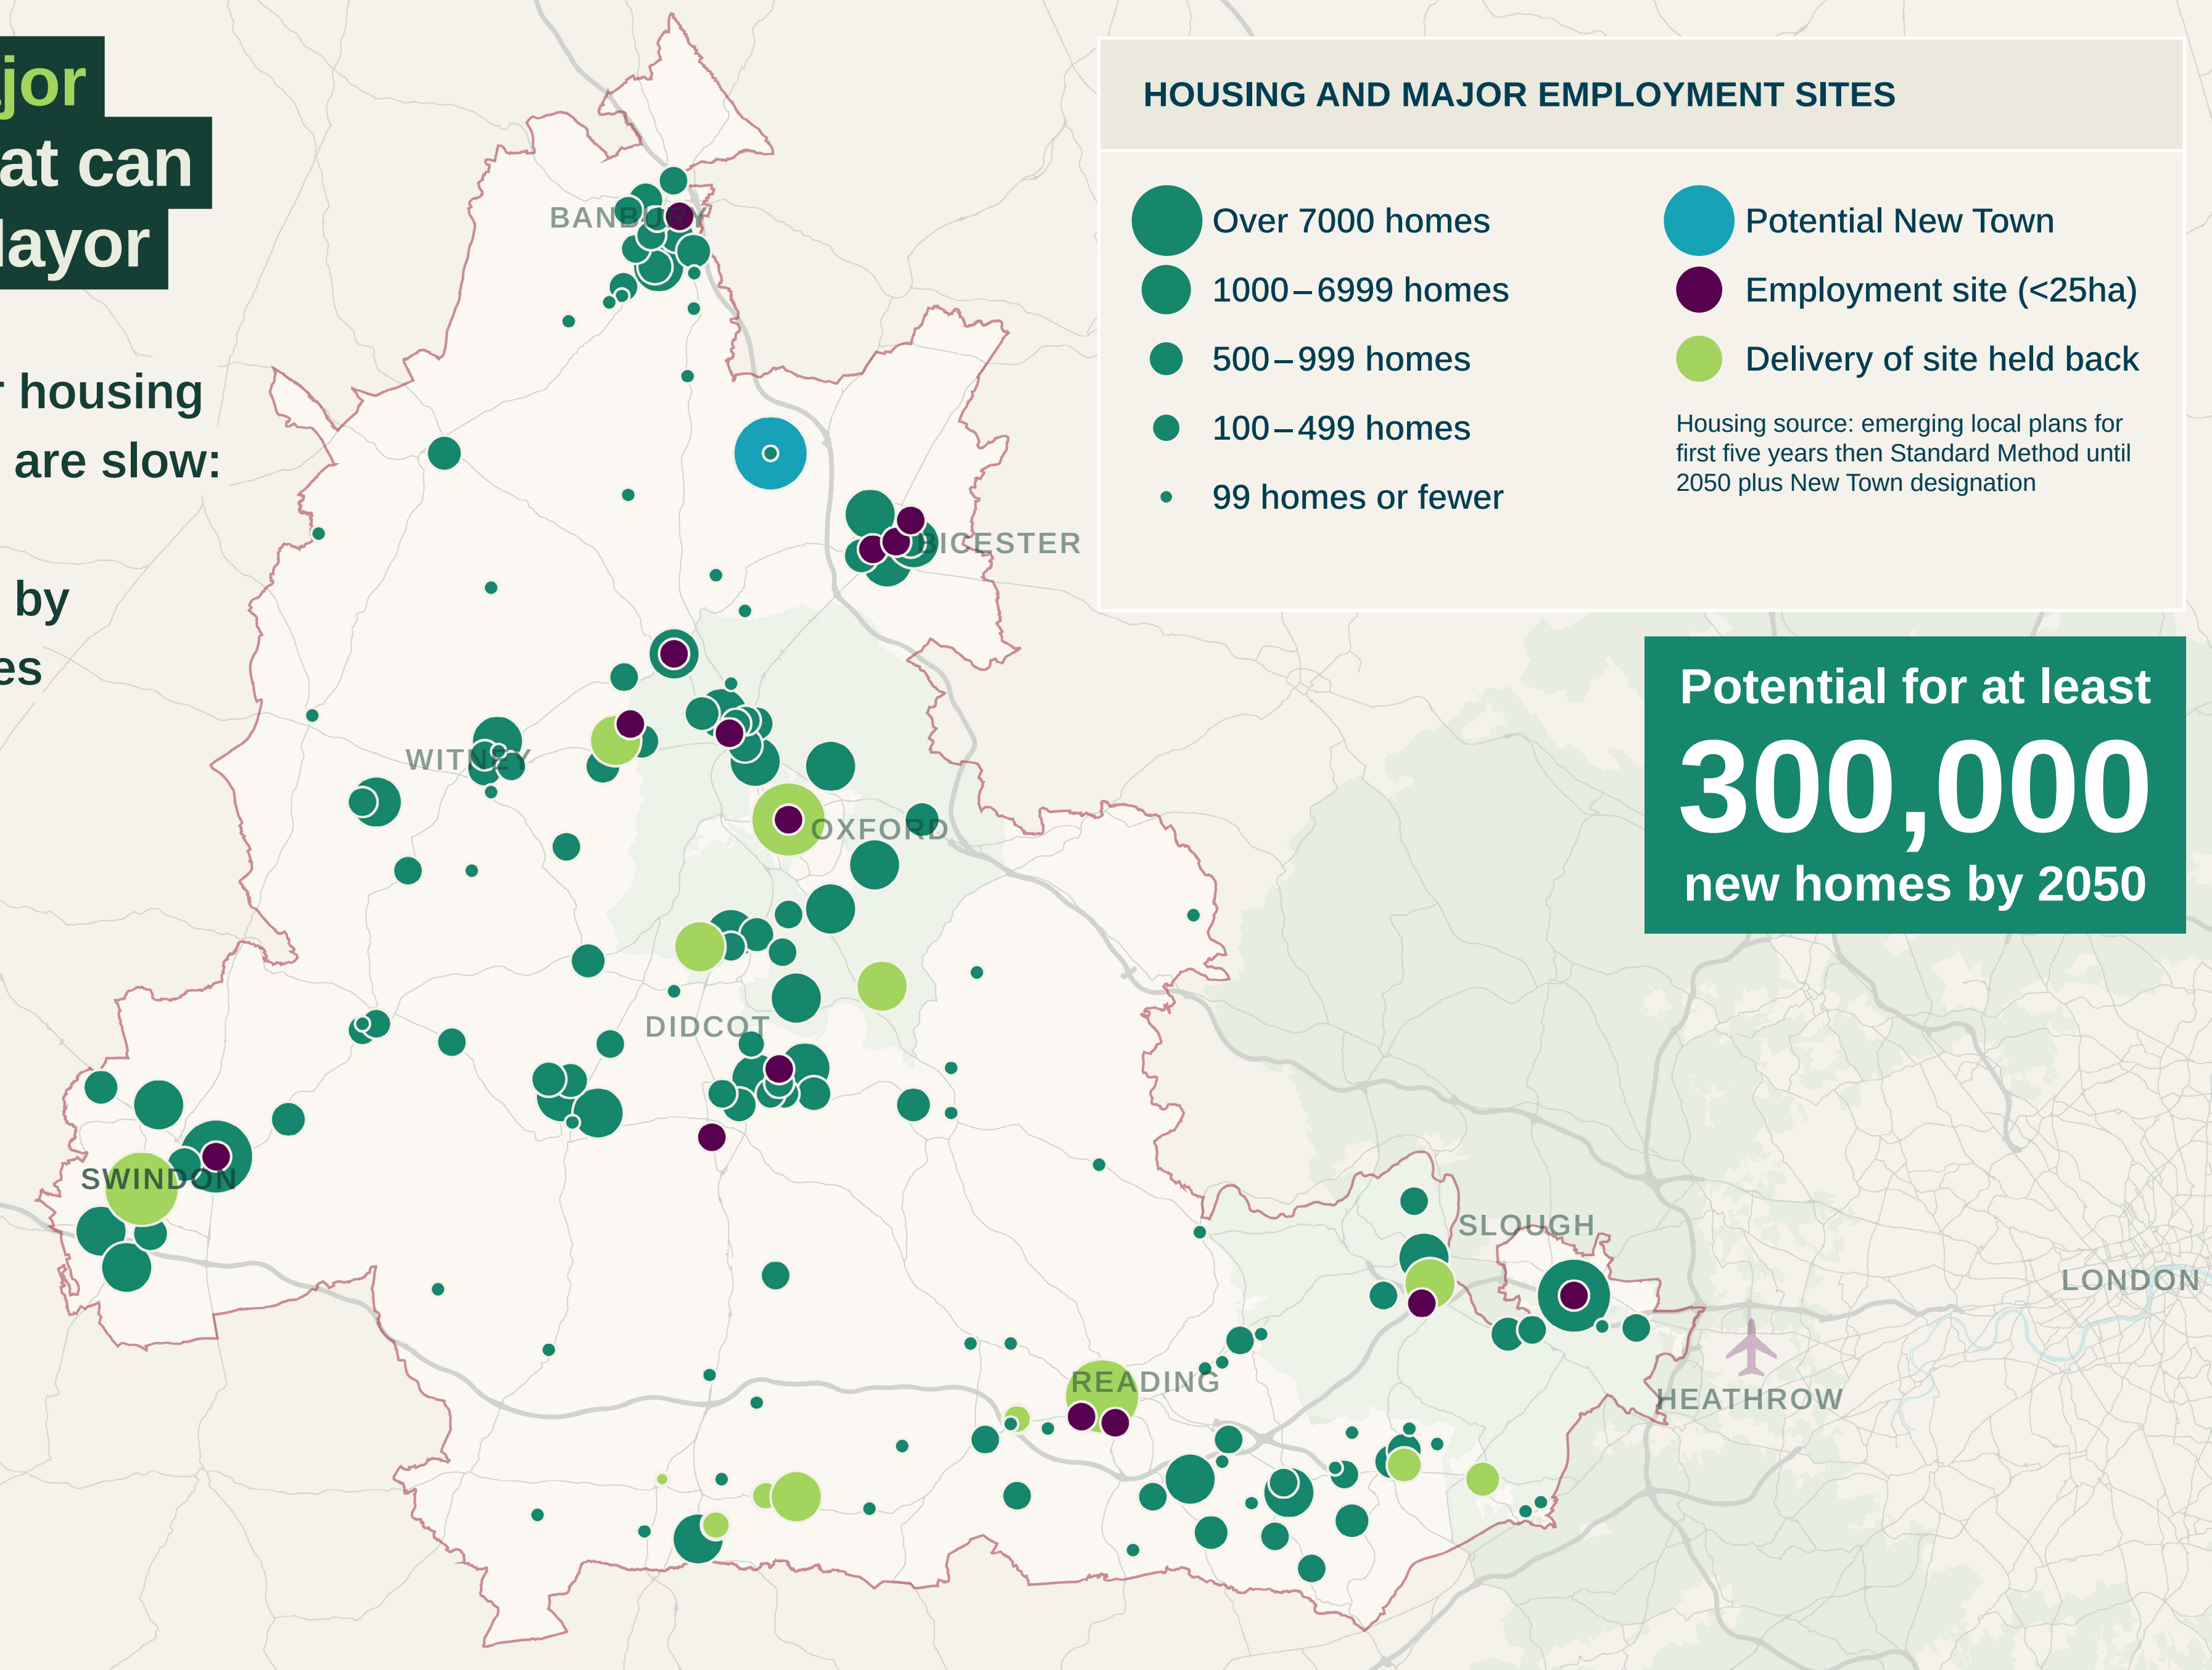 jor
at can
ayor
housing
are slow:
by
es
HOUSING AND MAJOR EMPLOYMENT SITES
Over 7000 homes
1000–6999 homes
500–999 homes
100–499 homes
99 homes or fewer
Potential New Town
Employment site (<25ha)
Delivery of site held back
Housing source: emerging local plans for
first five years then Standard Method until
2050 plus New Town designation
Potential for at least
300,000
new homes by 2050
BANBURY
BICESTER
WITNEY
OXFORD
DIDCOT
SWINDON
SLOUGH
LONDON
READING
HEATHROW